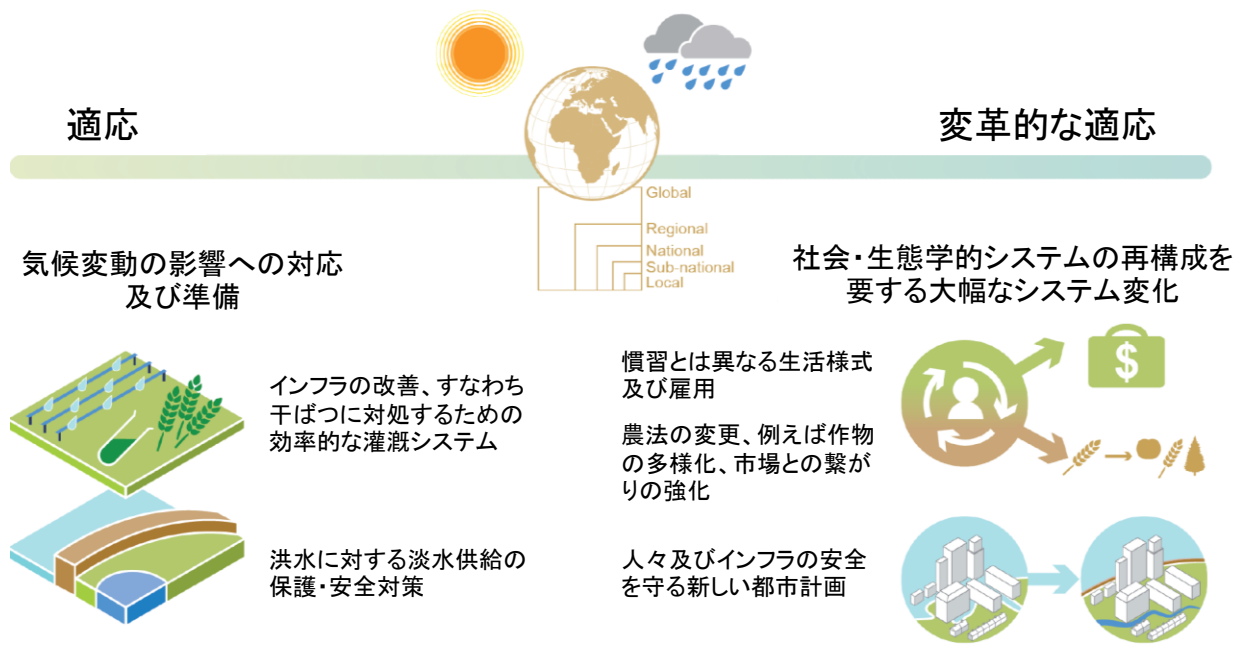 適応
変革的な適応
Global
Regional
National
Sub-national
Local
気候変動の影響への対応
及び準備
社会・生態学的システムの再構成を
要する大幅なシステム変化
インフラの改善、すなわち
干ばつに対処するための
効率的な灌漑システム
洪水に対する淡水供給の
保護・安全対策
慣習とは異なる生活様式
及び雇用
農法の変更、例えば作物
の多様化、市場との繋が
りの強化
人々及びインフラの安全
を守る新しい都市計画
$